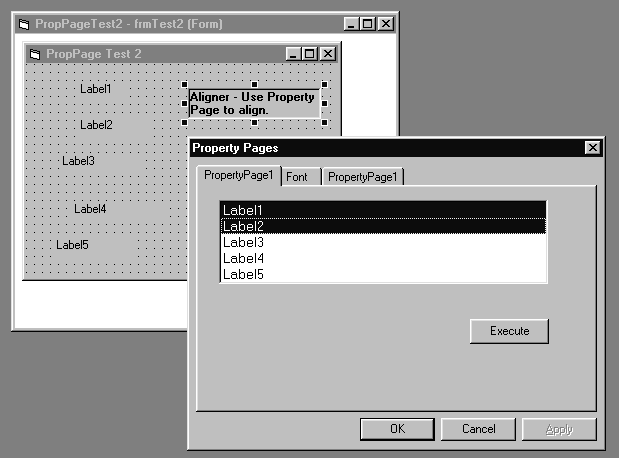 PropPageTest2 - frmTest2 (Form)
PropPage Test 2
Label1
Aligner - Use Property
Page to align.
Label2
Label3
Label4
Label5
Property Pages
PropertyPage1 Font PropertyPage1
Label1
Label2
Label3
Label4
Label5
Execute
OK Cancel Apply